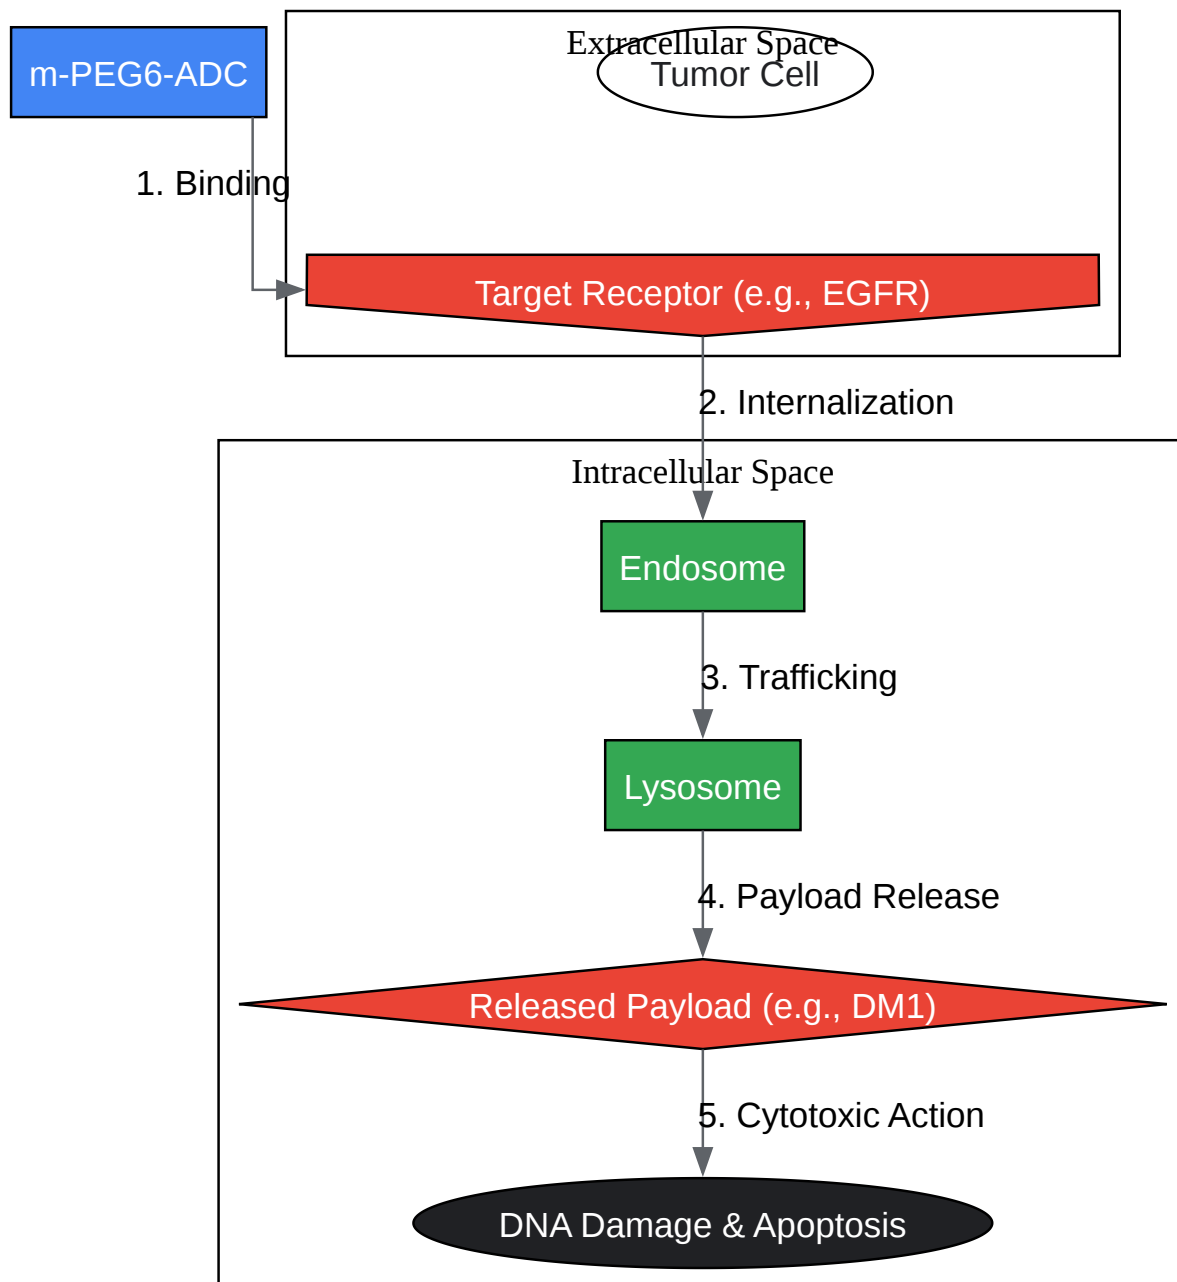 Extracellular Space
m-PEG6-ADC
Tumor Cell
1. Binding
Target Receptor (e.g., EGFR)
2. Internalization
Intracellular Space
Endosome
3. Trafficking
Lysosome
4. Payload Release
Released Payload (e.g., DM1)
5. Cytotoxic Action
DNA Damage & Apoptosis